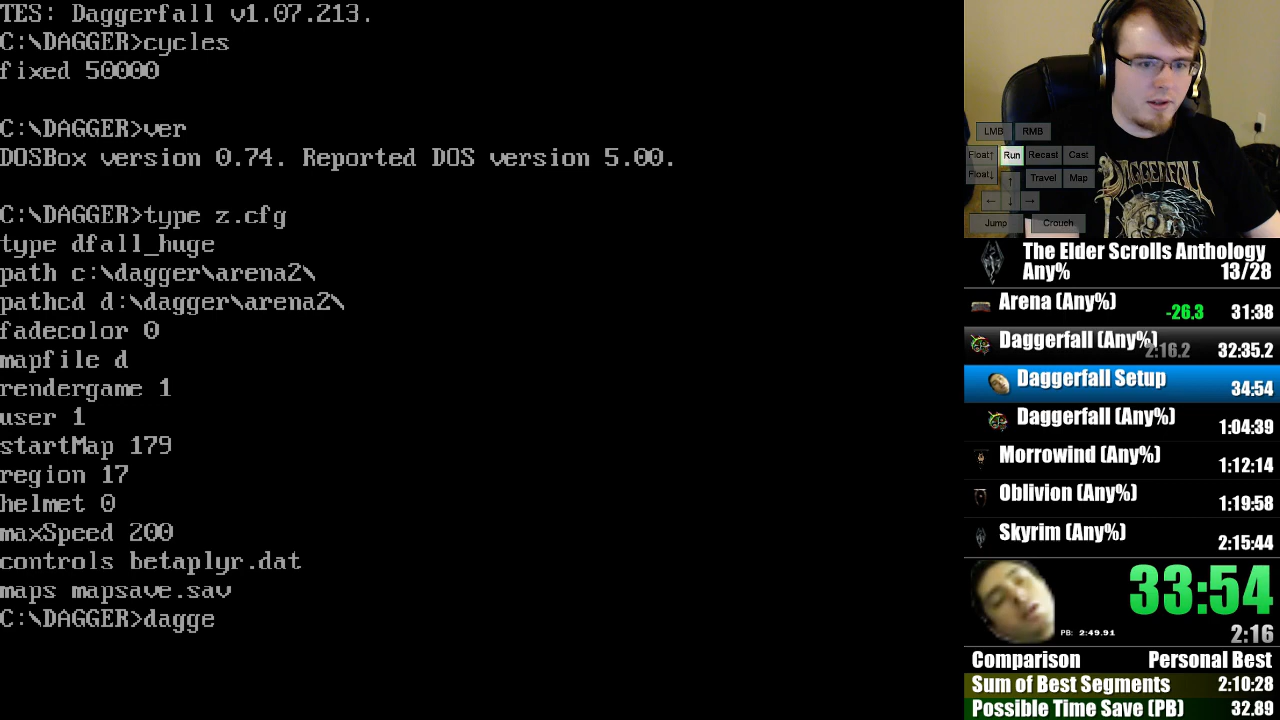 TES: Daggerfall v1.07.213.
C:\DAGGER>cycles
fixed 50000
C:\DAGGER>ver
DOSBox version 0.74. Reported DOS version 5.00.
C:\DAGGER>type z.cfg
type dfall_huge
path c:\dagger\arena2\
pathcd d:\dagger\arena2\
fadecolor 0
mapfile d
rendergame 1
user 1
startMap 179
region 17
helmet 0
maxSpeed 200
controls betaplyr.dat
maps mapsave.sav
C:\DAGGER>dagge
DAGGERFALL
LMB RMB
Float↑ Run Recast Cast
Float↓ ↑ Travel Map
← ↓ →
Jump Crouch
The Elder Scrolls Anthology
Any% 13/28
Arena (Any%) -26.3 31:38
Daggerfall (Any%) 2:16.2 32:35.2
Daggerfall Setup 34:54
Daggerfall (Any%) 1:04:39
Morrowind (Any%) 1:12:14
Oblivion (Any%) 1:19:58
Skyrim (Any%) 2:15:44
33:54
PB: 2:49.91 2:16
Comparison Personal Best
Sum of Best Segments 2:10:28
Possible Time Save (PB) 32.89